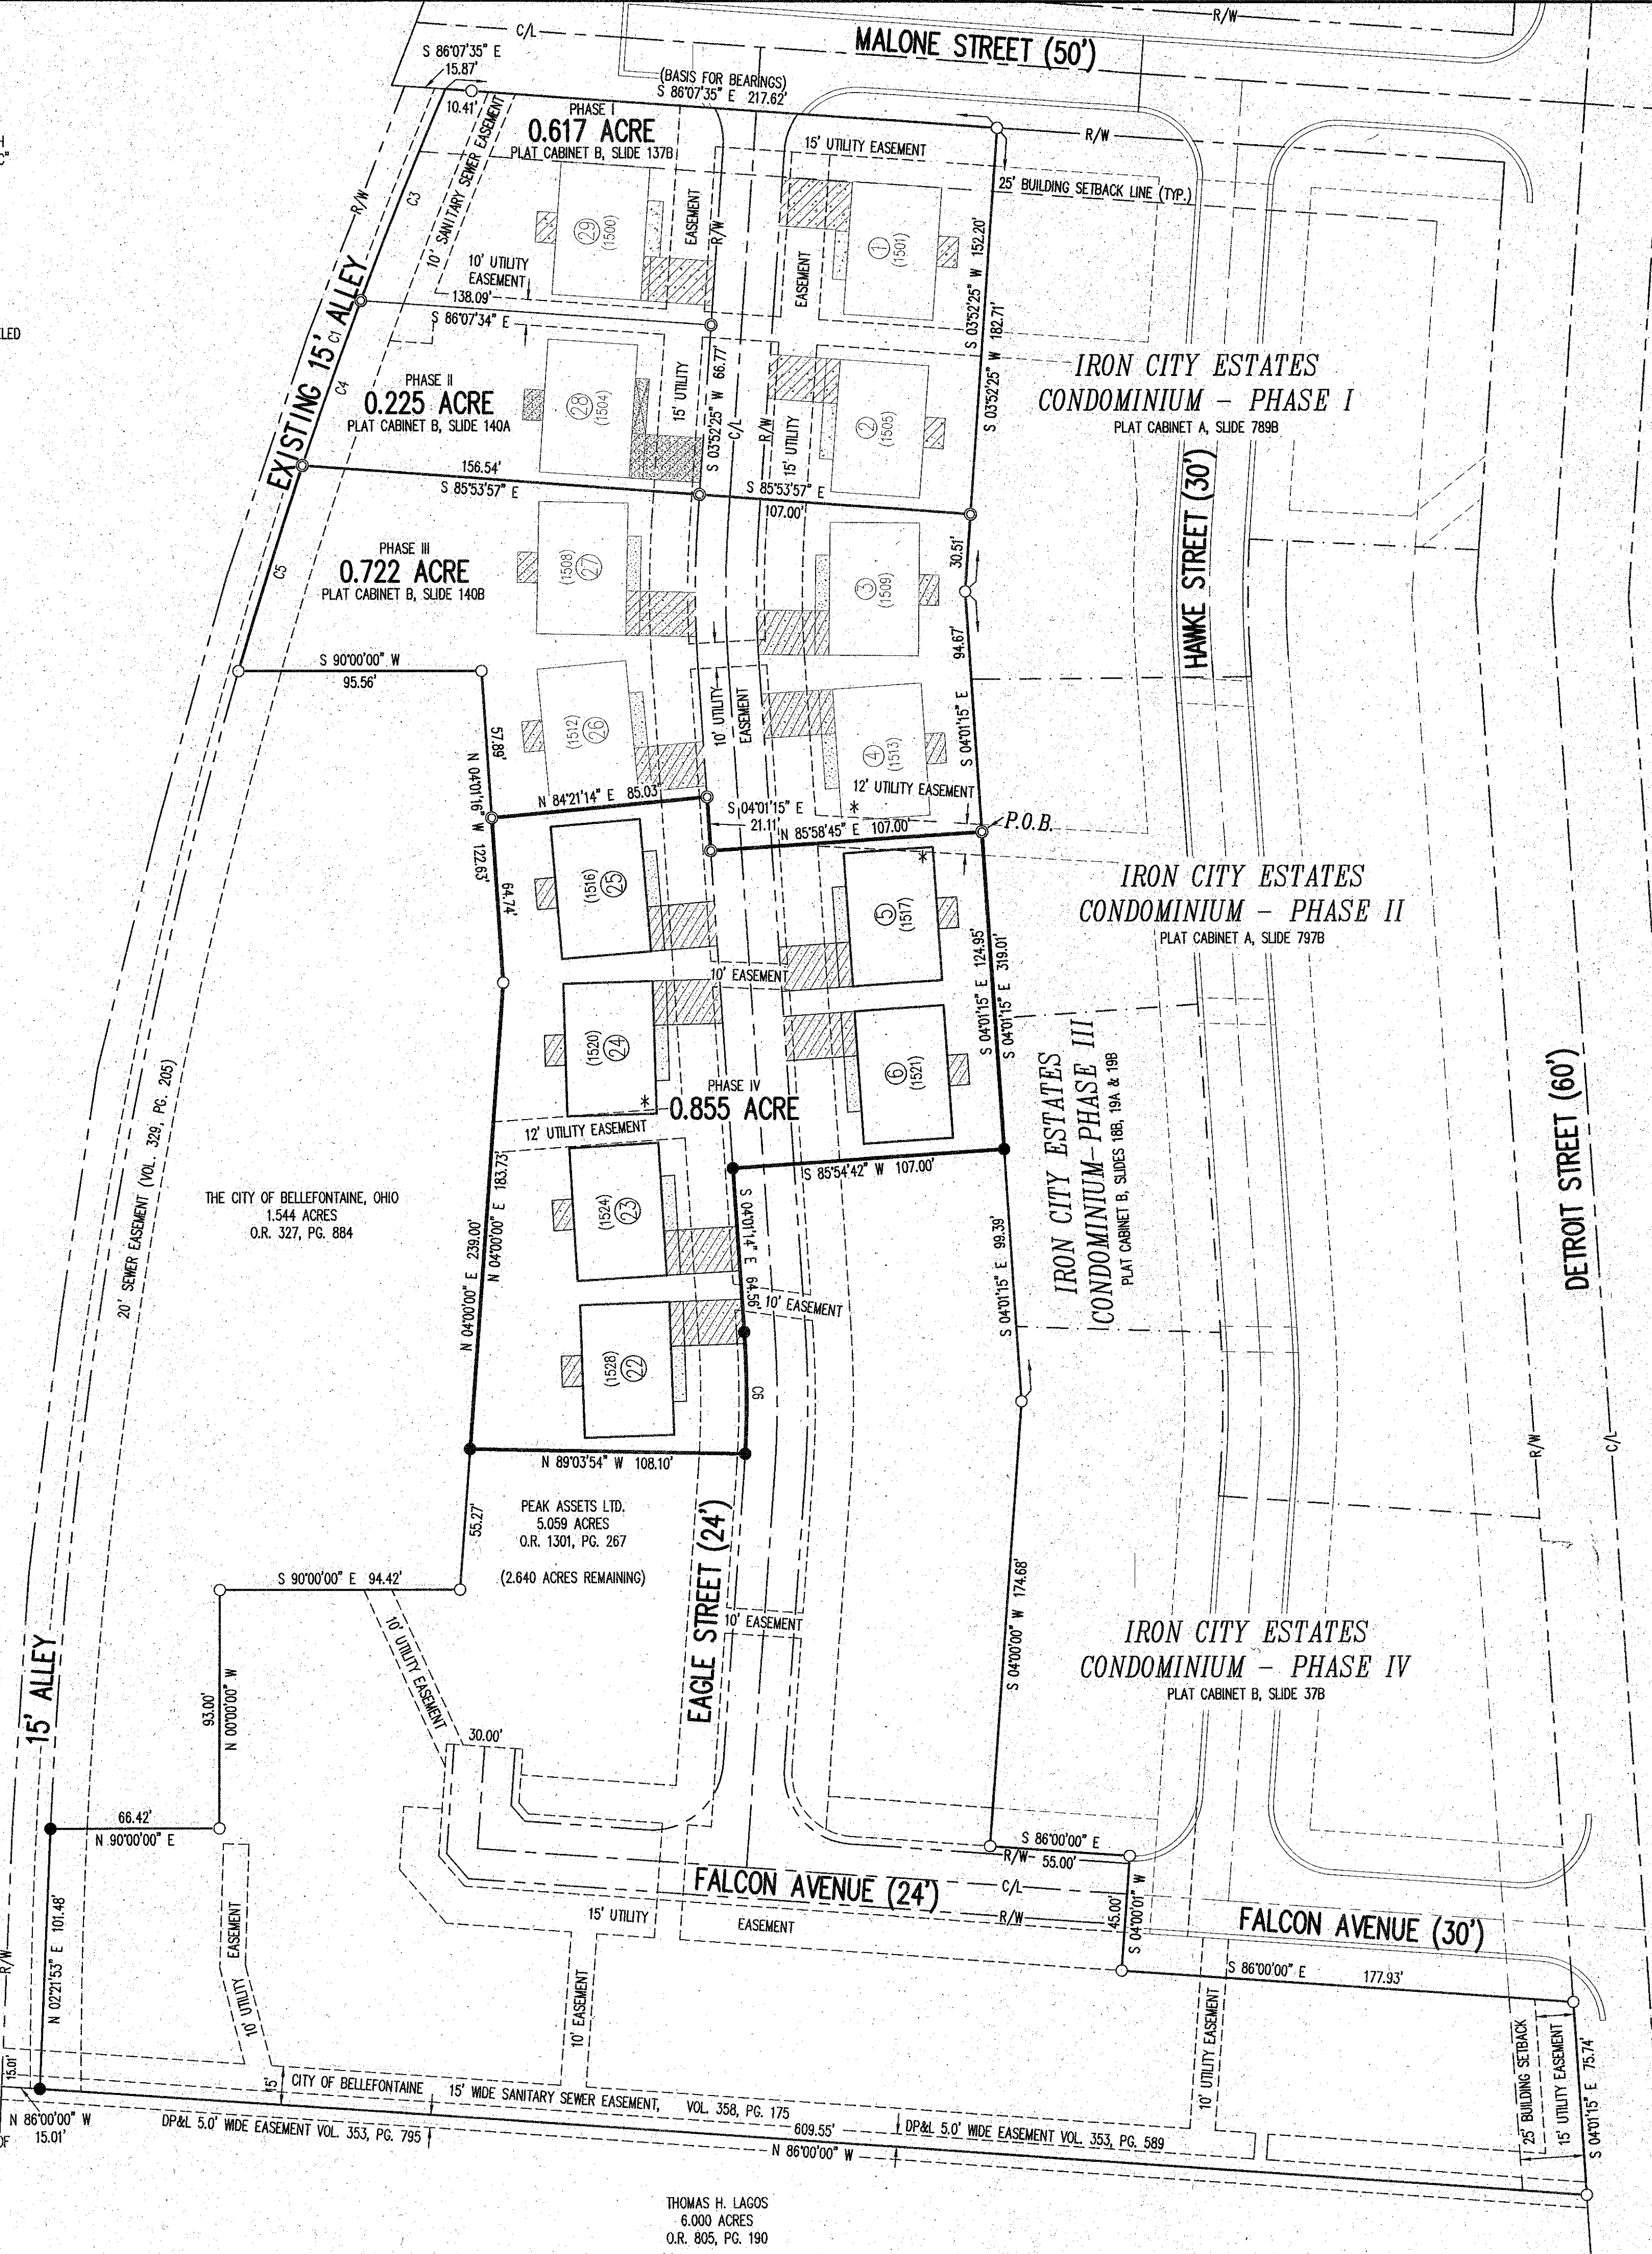 R/W
C/L
MALONE STREET (50')
S 86°07'35" E
15.87'
(BASIS FOR BEARINGS)
S 86°07'35" E 217.62'
10.41'
PHASE I
0.617 ACRE
PLAT CABINET B, SLIDE 137B
R/W
15' UTILITY EASEMENT
25' BUILDING SETBACK LINE (TYP.)
10' SANITARY SEWER EASEMENT
R/W
C3
EASEMENT
R/W
29
(1500)
1
(1501)
EASEMENT
S 03°52'25" W 152.20'
S 03°52'25" W 182.71'
10' UTILITY
EASEMENT
138.09'
S 86°07'34" E
LED
EXISTING 15' ALLEY
C1
C4
PHASE II
0.225 ACRE
PLAT CABINET B, SLIDE 140A
28
(1504)
15' UTILITY
S 03°52'25" W 66.77'
C/L
R/W
15' UTILITY
2
(1505)
IRON CITY ESTATES
CONDOMINIUM - PHASE I
PLAT CABINET A, SLIDE 789B
156.54'
S 85°53'57" E
S 85°53'57" E
107.00'
HAWKE STREET (30')
PHASE III
0.722 ACRE
PLAT CABINET B, SLIDE 140B
C5
(1508)
27
3
(1509)
30.51'
94.67'
S 04°01'15" E
S 90°00'00" W
95.56'
57.89'
N 04°01'16" W 122.63'
(1512)
26
10' UTILITY
EASEMENT
4
(1513)
12' UTILITY EASEMENT
*
N 84°21'14" E 85.03'
S 04°01'15" E
21.11'
N 85°58'45" E 107.00'
P.O.B.
64.74'
(1516)
25
*
5
(1517)
IRON CITY ESTATES
CONDOMINIUM - PHASE II
PLAT CABINET A, SLIDE 797B
S 04°01'15" E 124.95'
S 04°01'15" E 319.01'
10' EASEMENT
(1520)
24
*
6
(1521)
IRON CITY ESTATES
CONDOMINIUM-PHASE III
PLAT CABINET B, SLIDES 18B, 19A & 19B
PHASE IV
0.855 ACRE
12' UTILITY EASEMENT
DETROIT STREET (60')
20' SEWER EASEMENT (VOL. 329, PG. 205)
THE CITY OF BELLEFONTAINE, OHIO
1.544 ACRES
O.R. 327, PG. 884
N 04°00'00" E 239.00'
N 04°00'00" E 183.73'
(1524)
23
S 85°54'42" W 107.00'
S 04°01'14" E 64.56'
10' EASEMENT
S 04°01'15" E 99.39'
(1528)
22
C6
N 89°03'54" W 108.10'
R/W
C/L
PEAK ASSETS LTD.
5.059 ACRES
O.R. 1301, PG. 267
(2.640 ACRES REMAINING)
55.27'
S 90°00'00" E 94.42'
10' UTILITY EASEMENT
EAGLE STREET (24')
10' EASEMENT
S 04°00'00" W 174.68'
IRON CITY ESTATES
CONDOMINIUM - PHASE IV
PLAT CABINET B, SLIDE 37B
15' ALLEY
93.00'
N 00°00'00" W
30.00'
66.42'
N 90°00'00" E
S 86°00'00" E
R/W
55.00'
FALCON AVENUE (24')
C/L
R/W
45.00'
S 04°00'01" W
FALCON AVENUE (30')
15' UTILITY
EASEMENT
S 86°00'00" E
177.93'
R/W
N 02°21'53" E 101.48'
10' UTILITY
EASEMENT
10' EASEMENT
10' UTILITY EASEMENT
25' BUILDING SETBACK
15' UTILITY EASEMENT
S 04°01'15" E 75.74'
15.01'
15'
CITY OF BELLEFONTAINE
15' WIDE SANITARY SEWER EASEMENT,
VOL. 358, PG. 175
N 86°00'00" W
15.01'
OF
DP&L 5.0' WIDE EASEMENT VOL. 353, PG. 795
609.55'
N 86°00'00" W
DP&L 5.0' WIDE EASEMENT VOL. 353, PG. 589
THOMAS H. LAGOS
6.000 ACRES
O.R. 805, PG. 190